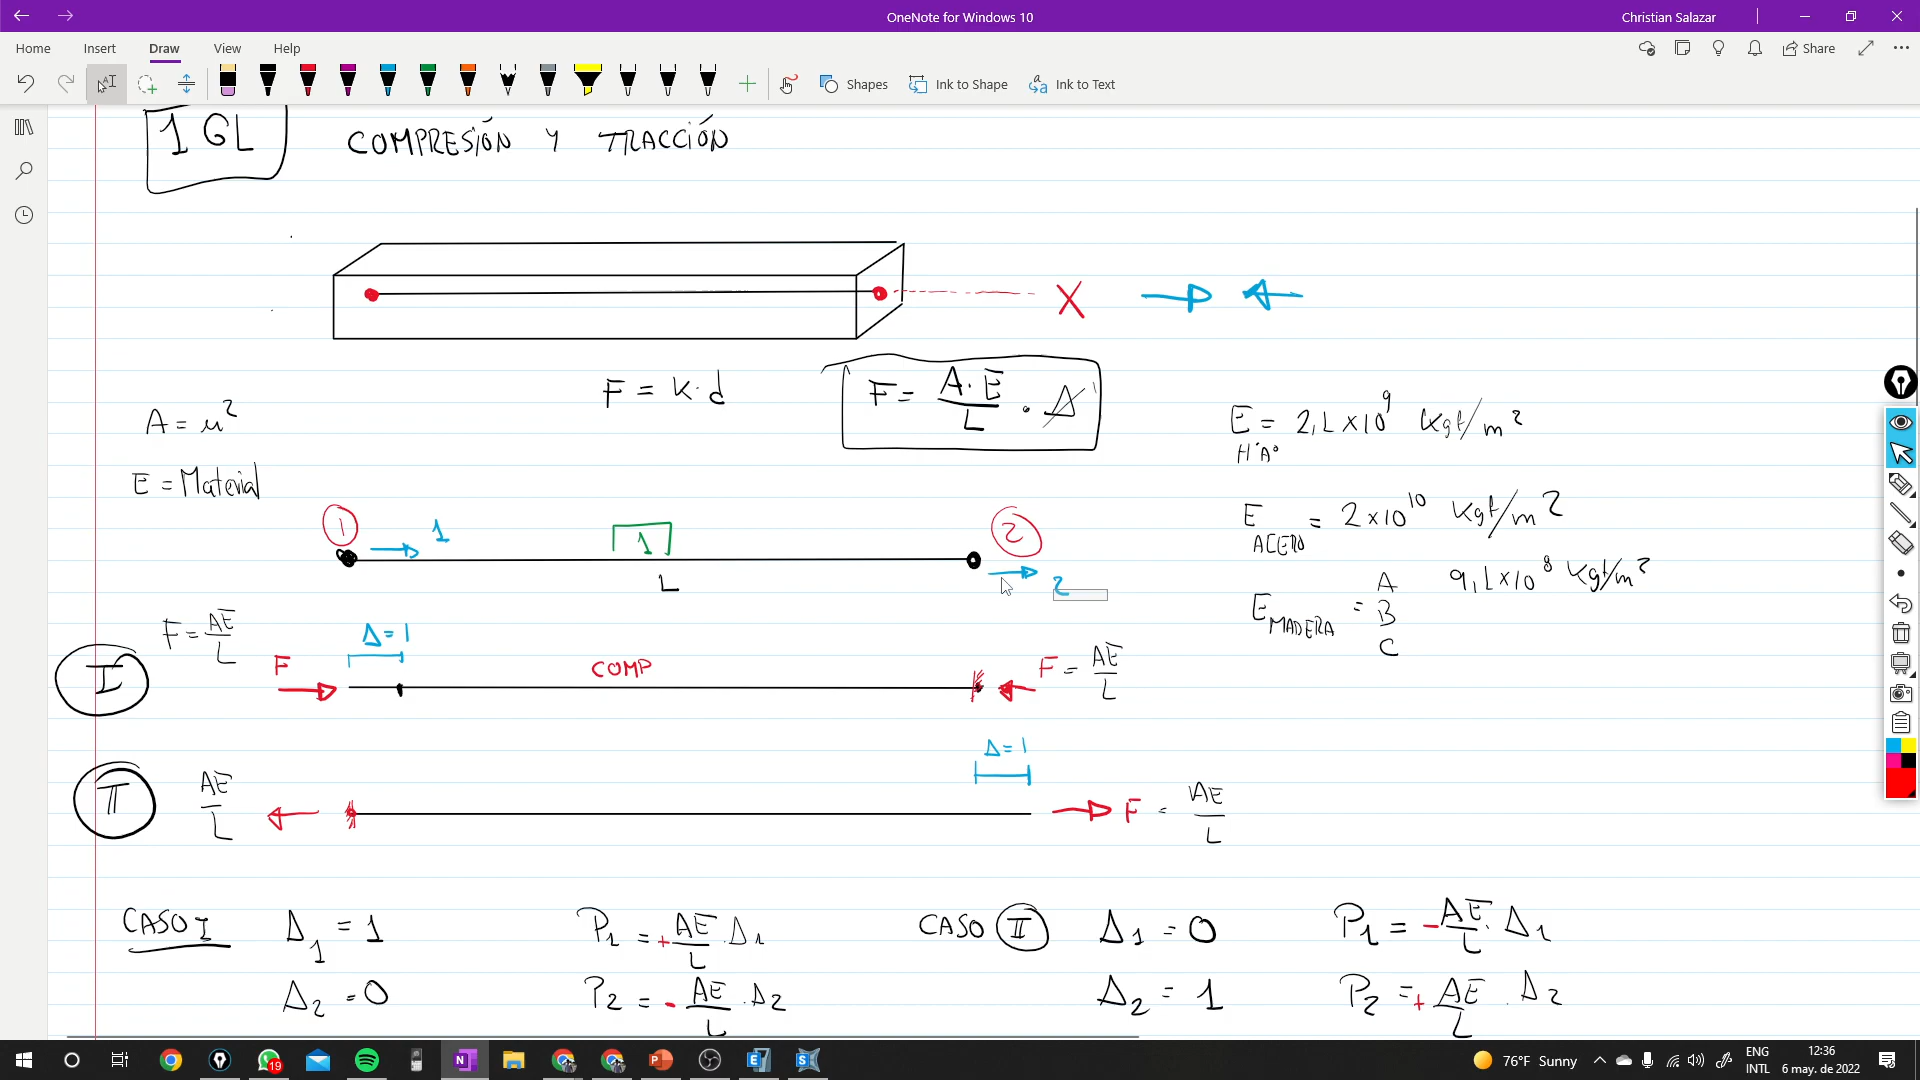 OneNote for Windows 10
Christian Salazar
Home Insert Draw View Help
Share
Shapes Ink to Shape Ink to Text
1 GL COMPRESIÓN Y TRACCIÓN
X
F = K · d
F = A·E/L · Δ
A = m²
E = Material
E = 2,1×10⁹ Kgf/m²
H°A°
E ACERO = 2×10¹⁰ Kgf/m²
E MADERA = A B C
9,1×10⁸ Kgf/m²
1 1 1 2
L 2
F = AE/L
Δ = 1
I F COMP F = AE/L
Δ = 1
II AE/L F = AE/L
CASO I Δ₁ = 1 P₁ = + AE/L · Δ₁ CASO II Δ₁ = 0 P₁ = - AE/L · Δ₁
Δ₂ = 0 P₂ = - AE/L · Δ₂ Δ₂ = 1 P₂ = + AE/L · Δ₂
19
76°F Sunny
ENG
INTL
12:36
6 may. de 2022